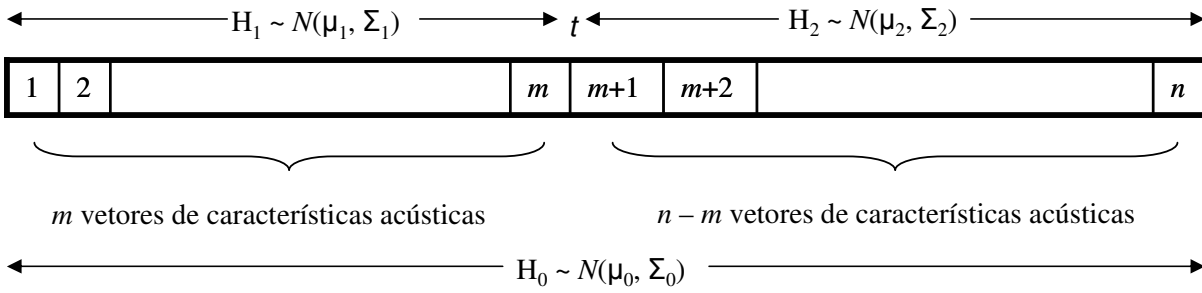 H₁ ~ N(μ₁, Σ₁) t H₂ ~ N(μ₂, Σ₂)
1 2 m m+1 m+2 n
m vetores de características acústicas n – m vetores de características acústicas
H₀ ~ N(μ₀, Σ₀)